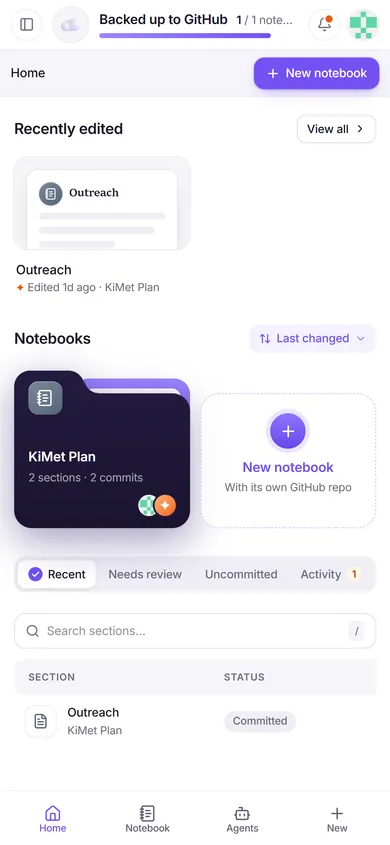 Backed up to GitHub 1 / 1 note...
Home
+ New notebook
Recently edited
View all
Outreach
Outreach
Edited 1d ago · KiMet Plan
Notebooks
Last changed
KiMet Plan
2 sections · 2 commits
New notebook
With its own GitHub repo
Recent
Needs review
Uncommitted
Activity 1
Search sections...
/
SECTION
STATUS
Outreach
KiMet Plan
Committed
Home
Notebook
Agents
New